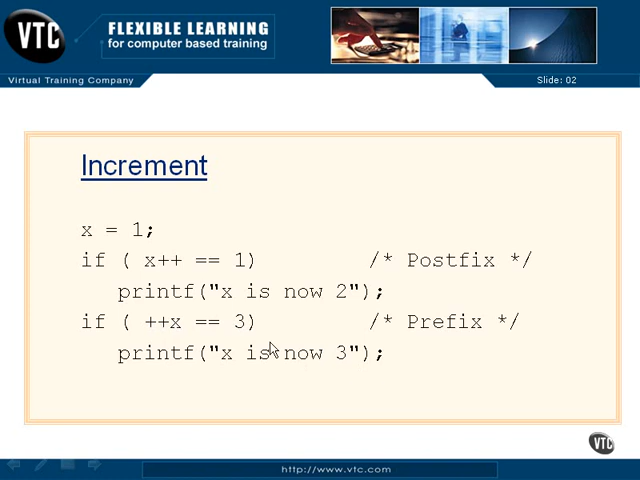 VTC
FLEXIBLE LEARNING
for computer based training
Virtual Training Company
Slide: 02
Increment
x = 1;
if ( x++ == 1)          /* Postfix */
   printf("x is now 2");
if ( ++x == 3)          /* Prefix */
   printf("x is now 3");
VTC
http://www.vtc.com